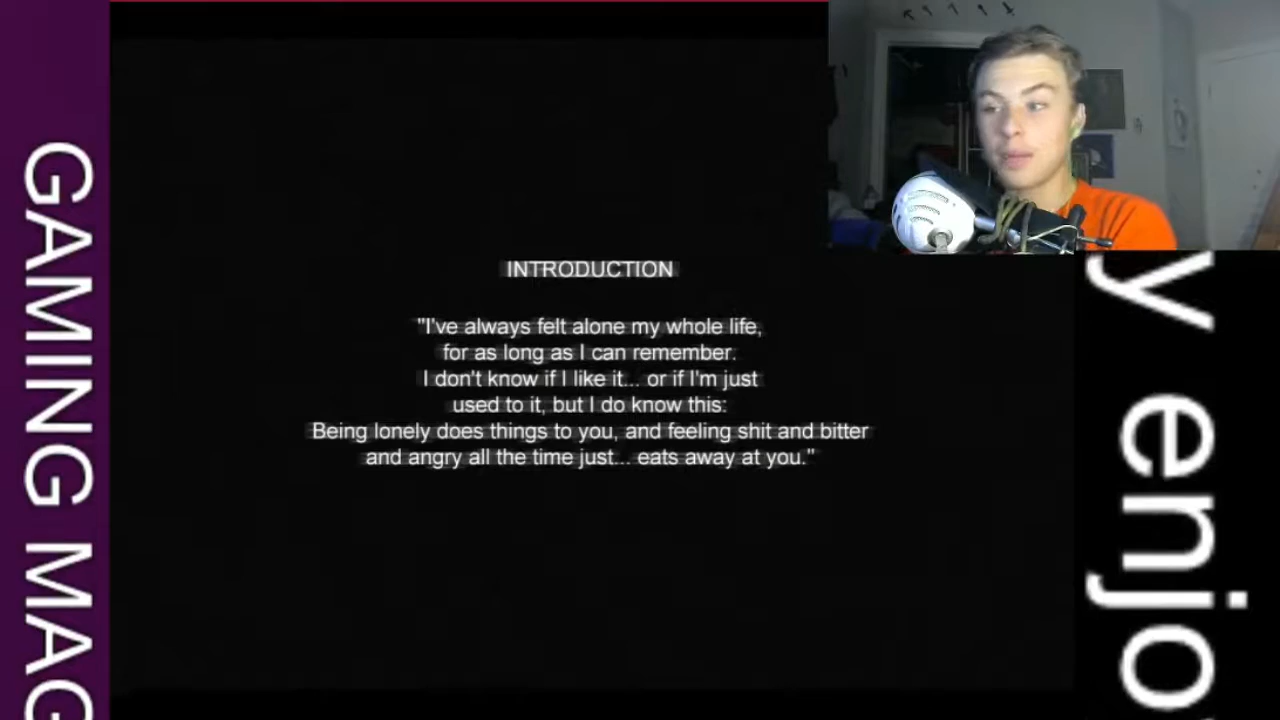 GAMING MAG
INTRODUCTION
"I've always felt alone my whole life,
for as long as I can remember.
I don't know if I like it... or if I'm just
used to it, but I do know this:
Being lonely does things to you, and feeling shit and bitter
and angry all the time just... eats away at you."
y enjo